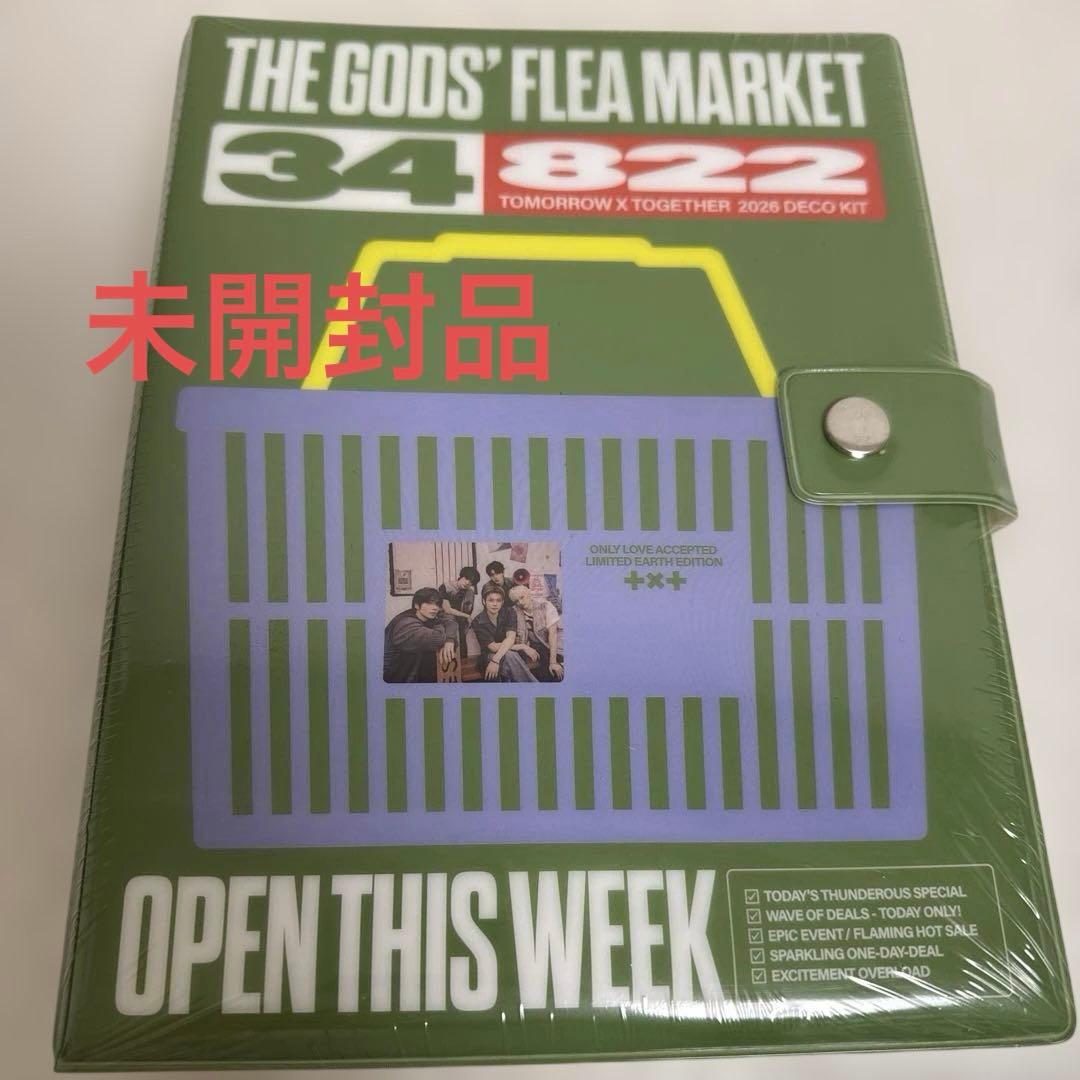 THE GODS' FLEA MARKET
34 822
TOMORROW X TOGETHER 2026 DECO KIT
未開封品
ONLY LOVE ACCEPTED
LIMITED EARTH EDITION
OPEN THIS WEEK
☑ TODAY'S THUNDEROUS SPECIAL
☑ WAVE OF DEALS - TODAY ONLY!
☑ EPIC EVENT / FLAMING HOT SALE
☑ SPARKLING ONE-DAY-DEAL
☑ EXCITEMENT OVERLOAD